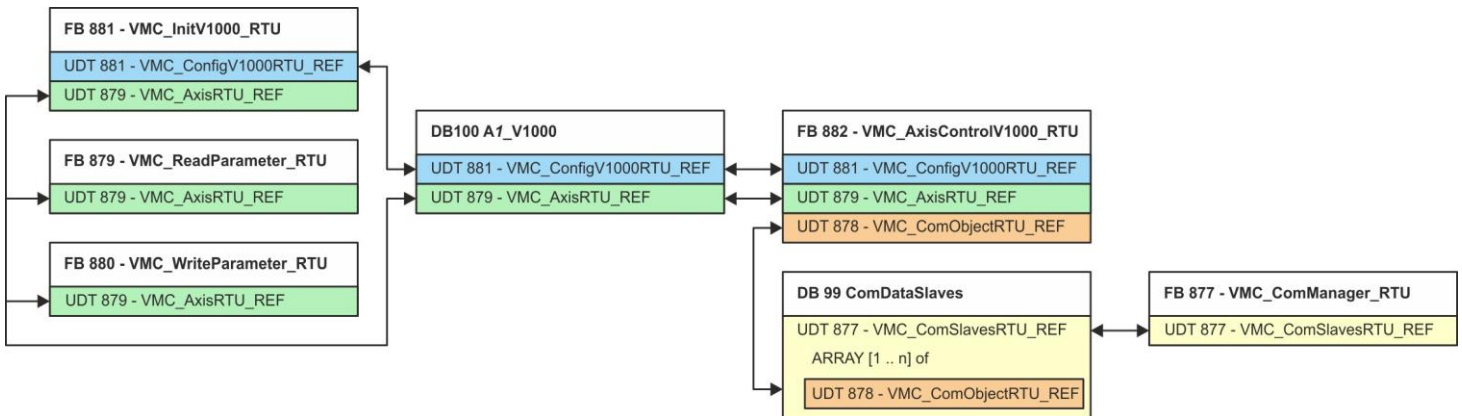 FB 881 - VMC_InitV1000_RTU
UDT 881 - VMC_ConfigV1000RTU_REF
UDT 879 - VMC_AxisRTU_REF
FB 879 - VMC_ReadParameter_RTU
UDT 879 - VMC_AxisRTU_REF
FB 880 - VMC_WriteParameter_RTU
UDT 879 - VMC_AxisRTU_REF
DB100 A1_V1000
UDT 881 - VMC_ConfigV1000RTU_REF
UDT 879 - VMC_AxisRTU_REF
FB 882 - VMC_AxisControlV1000_RTU
UDT 881 - VMC_ConfigV1000RTU_REF
UDT 879 - VMC_AxisRTU_REF
UDT 878 - VMC_ComObjectRTU_REF
DB 99 ComDataSlaves
UDT 877 - VMC_ComSlavesRTU_REF
ARRAY [1 .. n] of
UDT 878 - VMC_ComObjectRTU_REF
FB 877 - VMC_ComManager_RTU
UDT 877 - VMC_ComSlavesRTU_REF